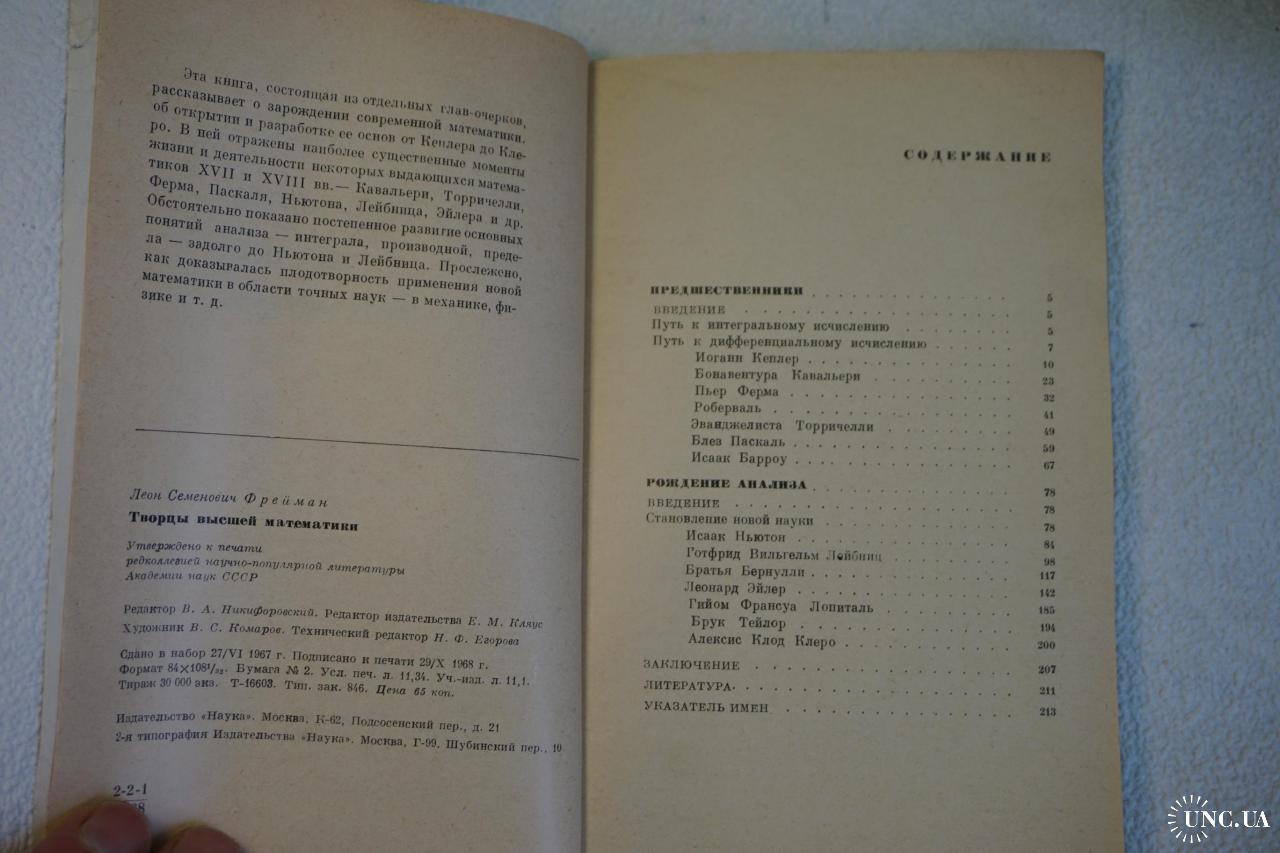 Эта книга, состоящая из отдельных глав-очерков,
рассказывает о зарождении современной математики.
об открытии и разработке ее основ от Кеплера до Кле-
ро. В ней отражены наиболее существенные моменты
жизни и деятельности некоторых выдающихся матема-
тиков XVII и XVIII вв.— Кавальери, Торричелли,
Ферма, Паскаля, Ньютона, Лейбница, Эйлера и др.
Обстоятельно показано постепенное развитие основных
понятий анализа — интеграла, производной, преде-
ла — задолго до Ньютона и Лейбница. Прослежено,
как доказывалась плодотворность применения новой
математики в области точных наук — в механике, фи-
зике и т. д.
Леон Семенович Фрейман
Творцы высшей математики
Утверждено к печати
редколлегией научно-популярной литературы
Академии наук СССР
Редактор В. А. Никифоровский. Редактор издательства Е. М. Кляус
Художник В. С. Комаров. Технический редактор Н. Ф. Егорова
Сдано в набор 27/VI 1967 г. Подписано к печати 29/X 1968 г.
Формат 84×108¹/₃₂. Бумага № 2. Усл. печ. л. 11,34. Уч.-изд. л. 11,1.
Тираж 30 000 экз. Т-16603. Тип. зак. 846. Цена 65 коп.
Издательство «Наука». Москва, К-62, Подсосенский пер., д. 21
2-я типография Издательства «Наука». Москва, Г-99. Шубинский пер., 10
2-2-1
СОДЕРЖАНИЕ
ПРЕДШЕСТВЕННИКИ . . . . . . . . . . . . 5
ВВЕДЕНИЕ . . . . . . . . . . . . 5
Путь к интегральному исчислению . . . . . . . 5
Путь к дифференциальному исчислению . . . . . . 7
Иоганн Кеплер . . . . . . . . . . . . 10
Бонавентура Кавальери . . . . . . . . 23
Пьер Ферма . . . . . . . . . . . . 32
Роберваль . . . . . . . . . . . . 41
Эванджелиста Торричелли . . . . . . . 49
Блез Паскаль . . . . . . . . . . . . 59
Исаак Барроу . . . . . . . . . . . . 67
РОЖДЕНИЕ АНАЛИЗА . . . . . . . . . . . . 78
ВВЕДЕНИЕ . . . . . . . . . . . . 78
Становление новой науки . . . . . . . . . . 78
Исаак Ньютон . . . . . . . . . . . . 84
Готфрид Вильгельм Лейбниц . . . . . . . 98
Братья Бернулли . . . . . . . . . . . 117
Леонард Эйлер . . . . . . . . . . . . 142
Гийом Франсуа Лопиталь . . . . . . . 185
Брук Тейлор . . . . . . . . . . . . 194
Алексис Клод Клеро . . . . . . . . . 200
ЗАКЛЮЧЕНИЕ . . . . . . . . . . . . 207
ЛИТЕРАТУРА . . . . . . . . . . . . 211
УКАЗАТЕЛЬ ИМЕН . . . . . . . . . . . . 213
UNC.UA